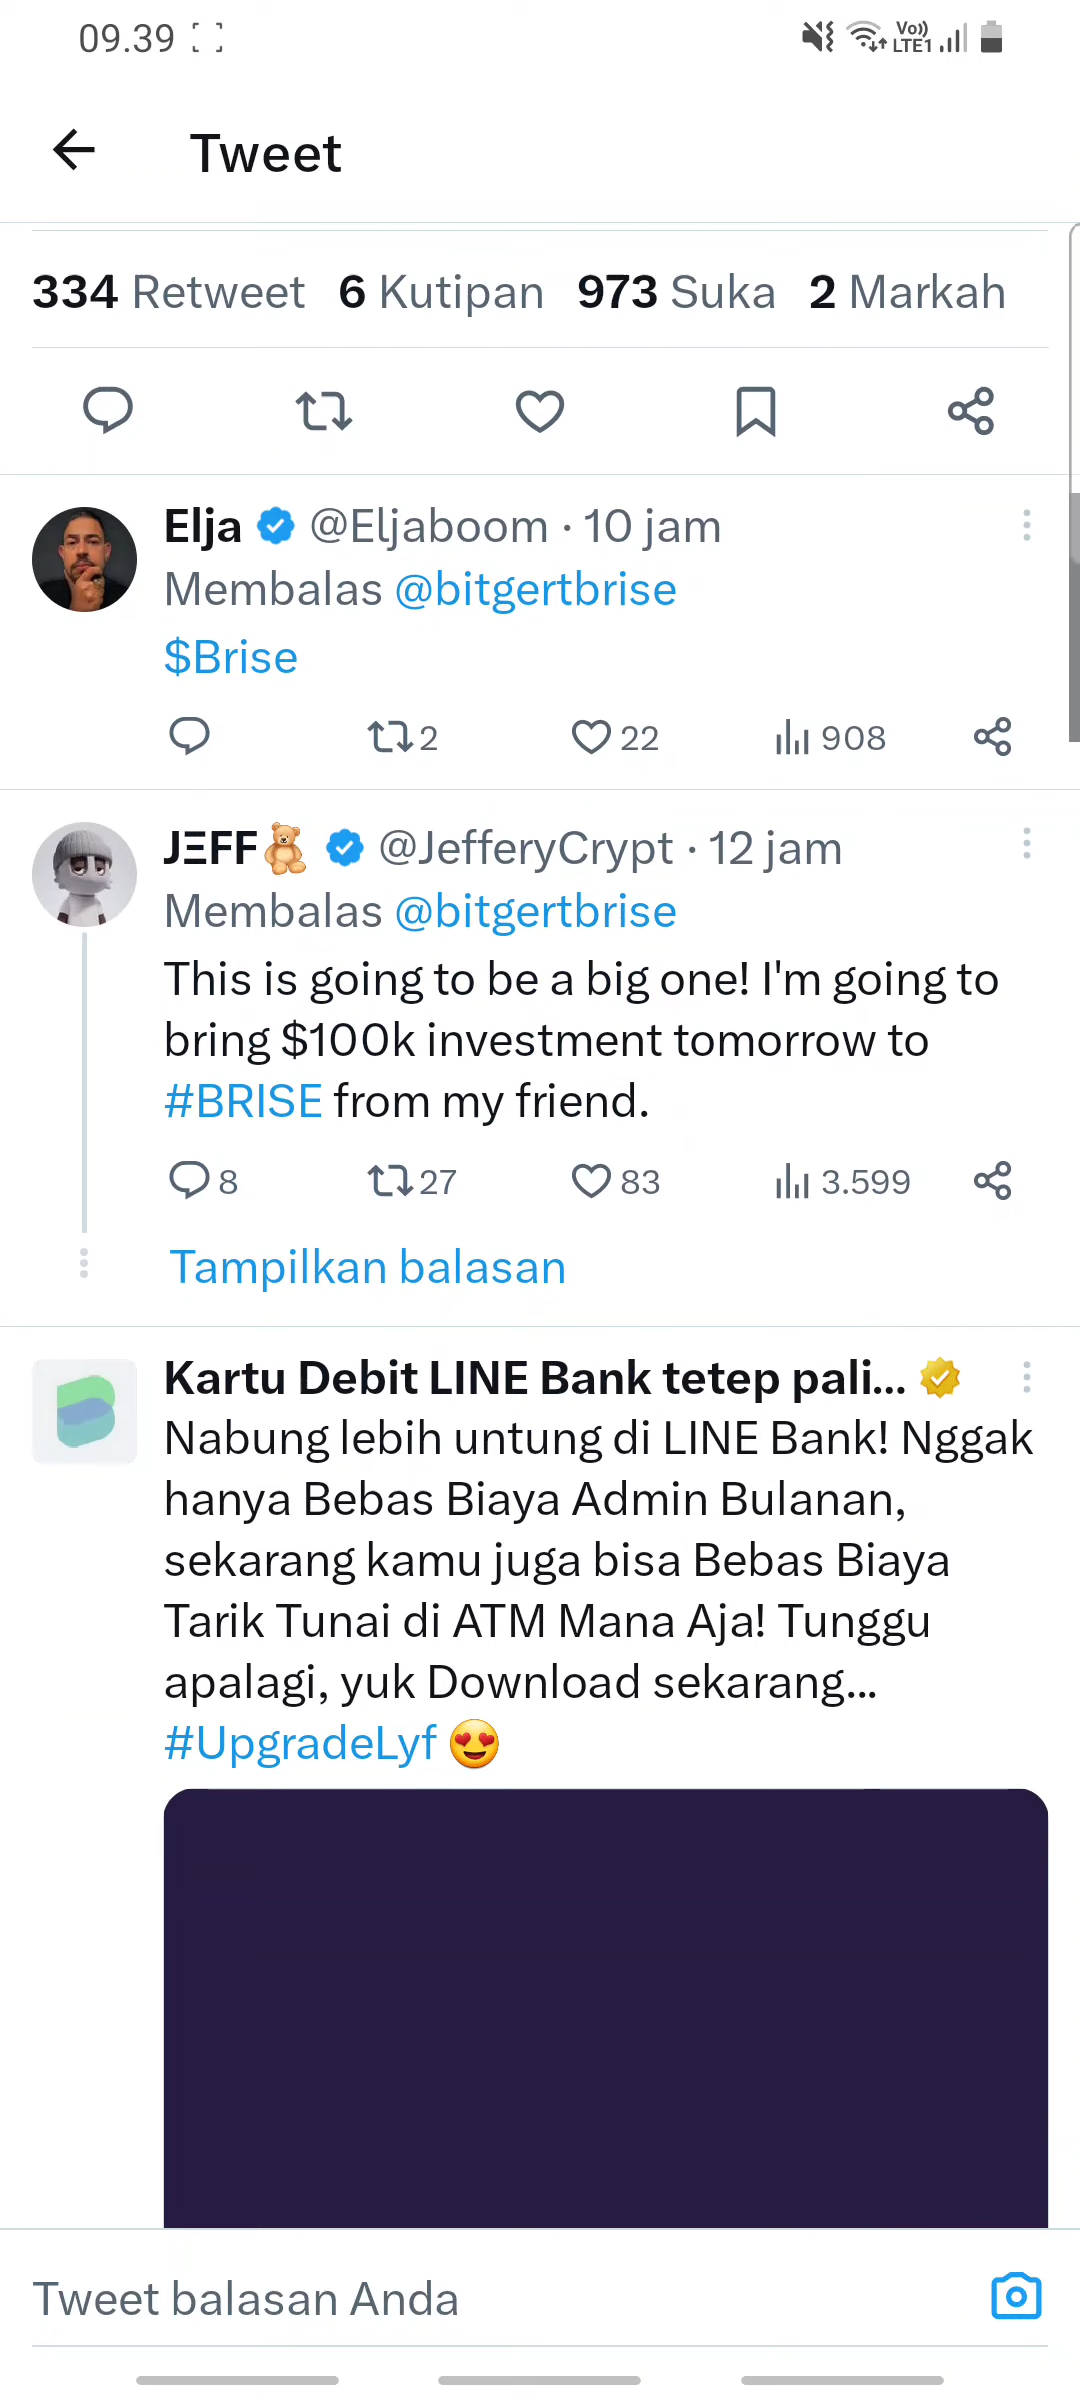 09.39
Vo)) LTE1
Tweet
334 Retweet 6 Kutipan 973 Suka 2 Markah
Elja @Eljaboom · 10 jam
Membalas @bitgertbrise
$Brise
2 22 908
JΞFF🧸 @JefferyCrypt · 12 jam
Membalas @bitgertbrise
This is going to be a big one! I'm going to
bring $100k investment tomorrow to
#BRISE from my friend.
8 27 83 3.599
Tampilkan balasan
Kartu Debit LINE Bank tetep pali...
Nabung lebih untung di LINE Bank! Nggak
hanya Bebas Biaya Admin Bulanan,
sekarang kamu juga bisa Bebas Biaya
Tarik Tunai di ATM Mana Aja! Tunggu
apalagi, yuk Download sekarang...
#UpgradeLyf 😍
Tweet balasan Anda